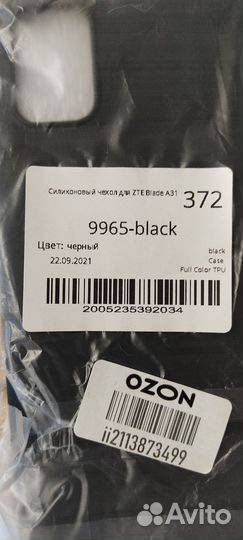 Силиконовый чехол для ZTE Blade A31 372
9965-black
Цвет: черный
22.09.2021
black
Case
Full Color TPU
2005235392034
OZON
ii2113873499
Avito